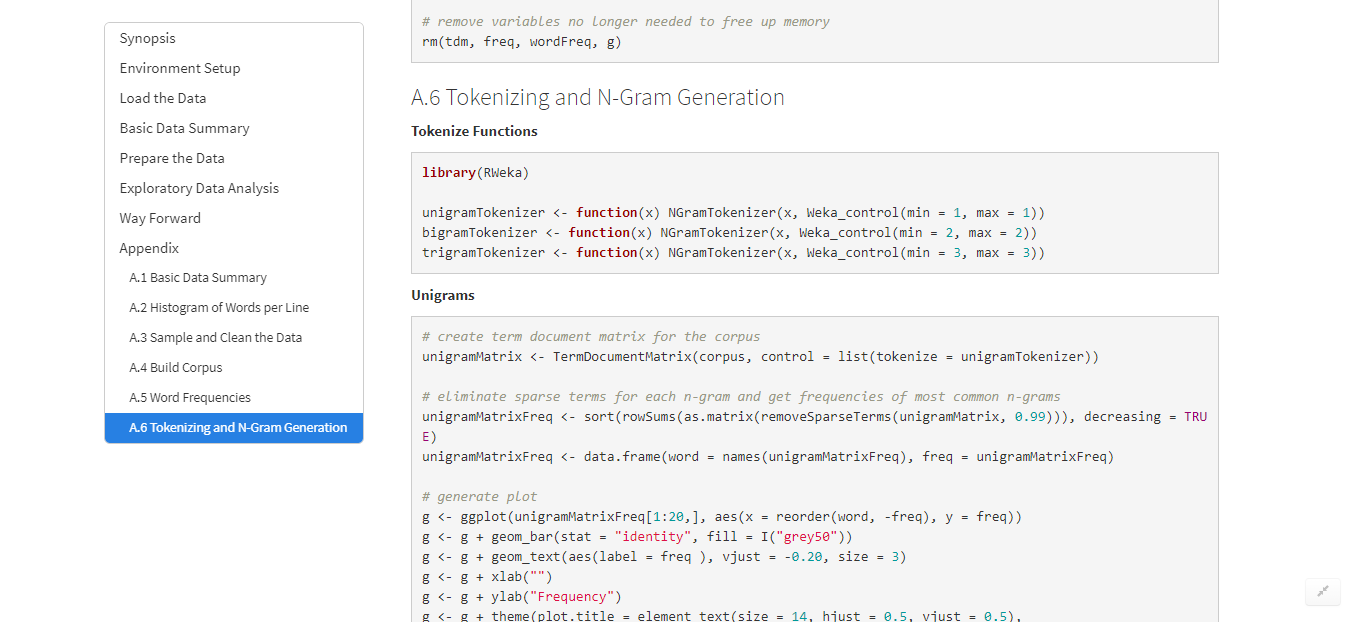 Synopsis
Environment Setup
Load the Data
Basic Data Summary
Prepare the Data
Exploratory Data Analysis
Way Forward
Appendix
A.1 Basic Data Summary
A.2 Histogram of Words per Line
A.3 Sample and Clean the Data
A.4 Build Corpus
A.5 Word Frequencies
A.6 Tokenizing and N-Gram Generation
# remove variables no longer needed to free up memory
rm(tdm, freq, wordFreq, g)
A.6 Tokenizing and N-Gram Generation
Tokenize Functions
library(RWeka)
unigramTokenizer <- function(x) NGramTokenizer(x, Weka_control(min = 1, max = 1))
bigramTokenizer <- function(x) NGramTokenizer(x, Weka_control(min = 2, max = 2))
trigramTokenizer <- function(x) NGramTokenizer(x, Weka_control(min = 3, max = 3))
Unigrams
# create term document matrix for the corpus
unigramMatrix <- TermDocumentMatrix(corpus, control = list(tokenize = unigramTokenizer))
# eliminate sparse terms for each n-gram and get frequencies of most common n-grams
unigramMatrixFreq <- sort(rowSums(as.matrix(removeSparseTerms(unigramMatrix, 0.99))), decreasing = TRU
E)
unigramMatrixFreq <- data.frame(word = names(unigramMatrixFreq), freq = unigramMatrixFreq)
# generate plot
g <- ggplot(unigramMatrixFreq[1:20,], aes(x = reorder(word, -freq), y = freq))
g <- g + geom_bar(stat = "identity", fill = I("grey50"))
g <- g + geom_text(aes(label = freq ), vjust = -0.20, size = 3)
g <- g + xlab("")
g <- g + ylab("Frequency")
g <- g + theme(plot.title = element_text(size = 14, hjust = 0.5, vjust = 0.5),